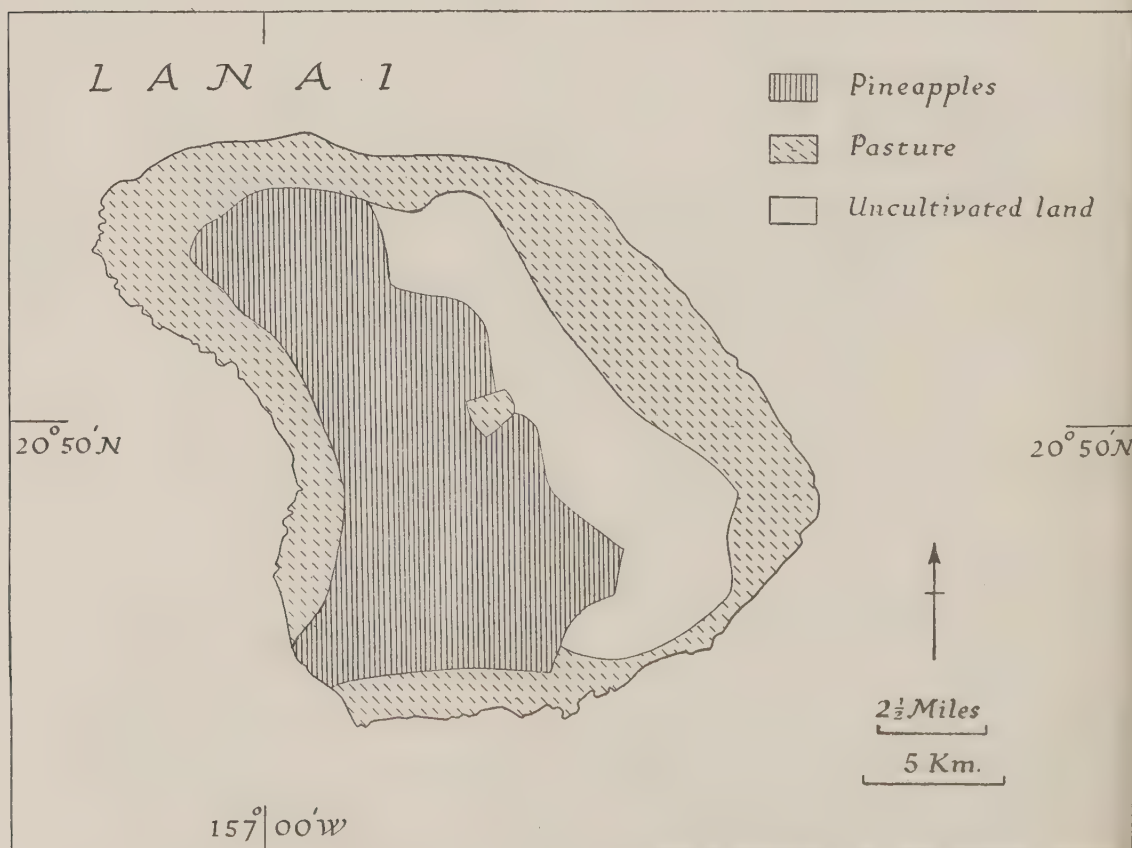 LANAI
Pineapples
Pasture
Uncultivated land
20°50'N
20°50'N
2½ Miles
5 Km.
157°00'W